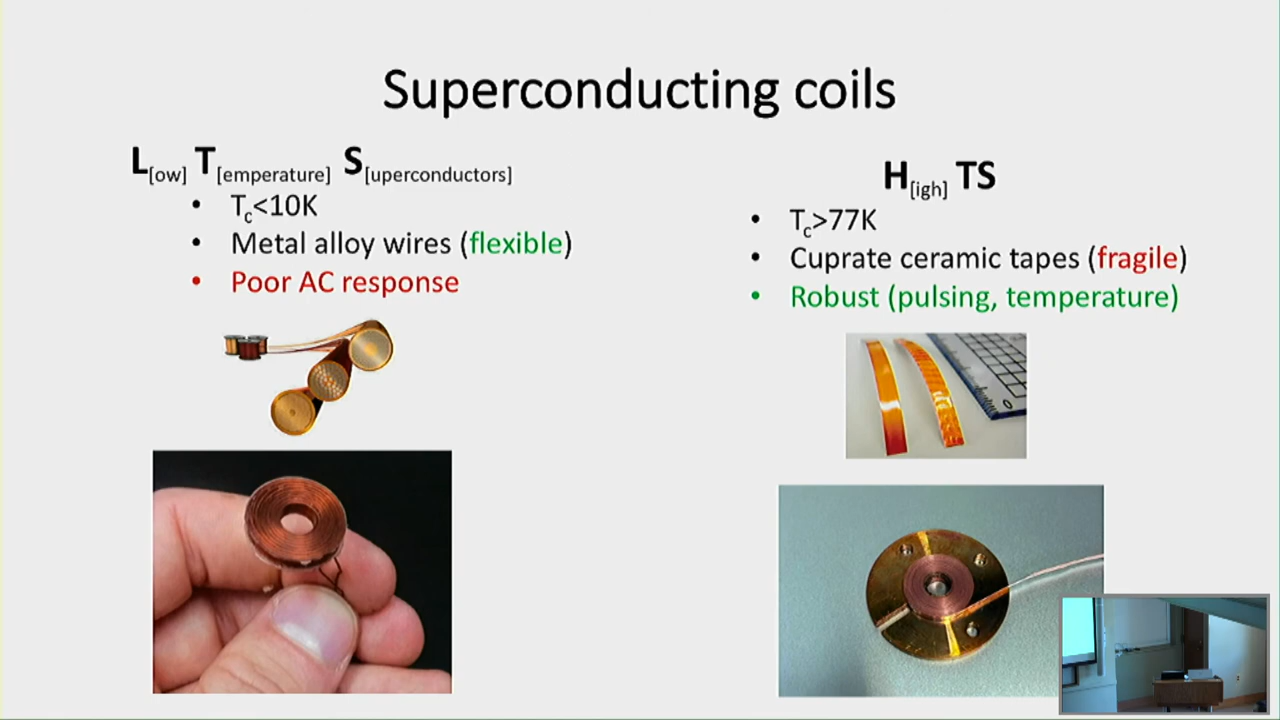 Superconducting coils
L[ow] T[emperature] S[uperconductors]
• Tc<10K
• Metal alloy wires (flexible)
• Poor AC response
H[igh] TS
• Tc>77K
• Cuprate ceramic tapes (fragile)
• Robust (pulsing, temperature)
0